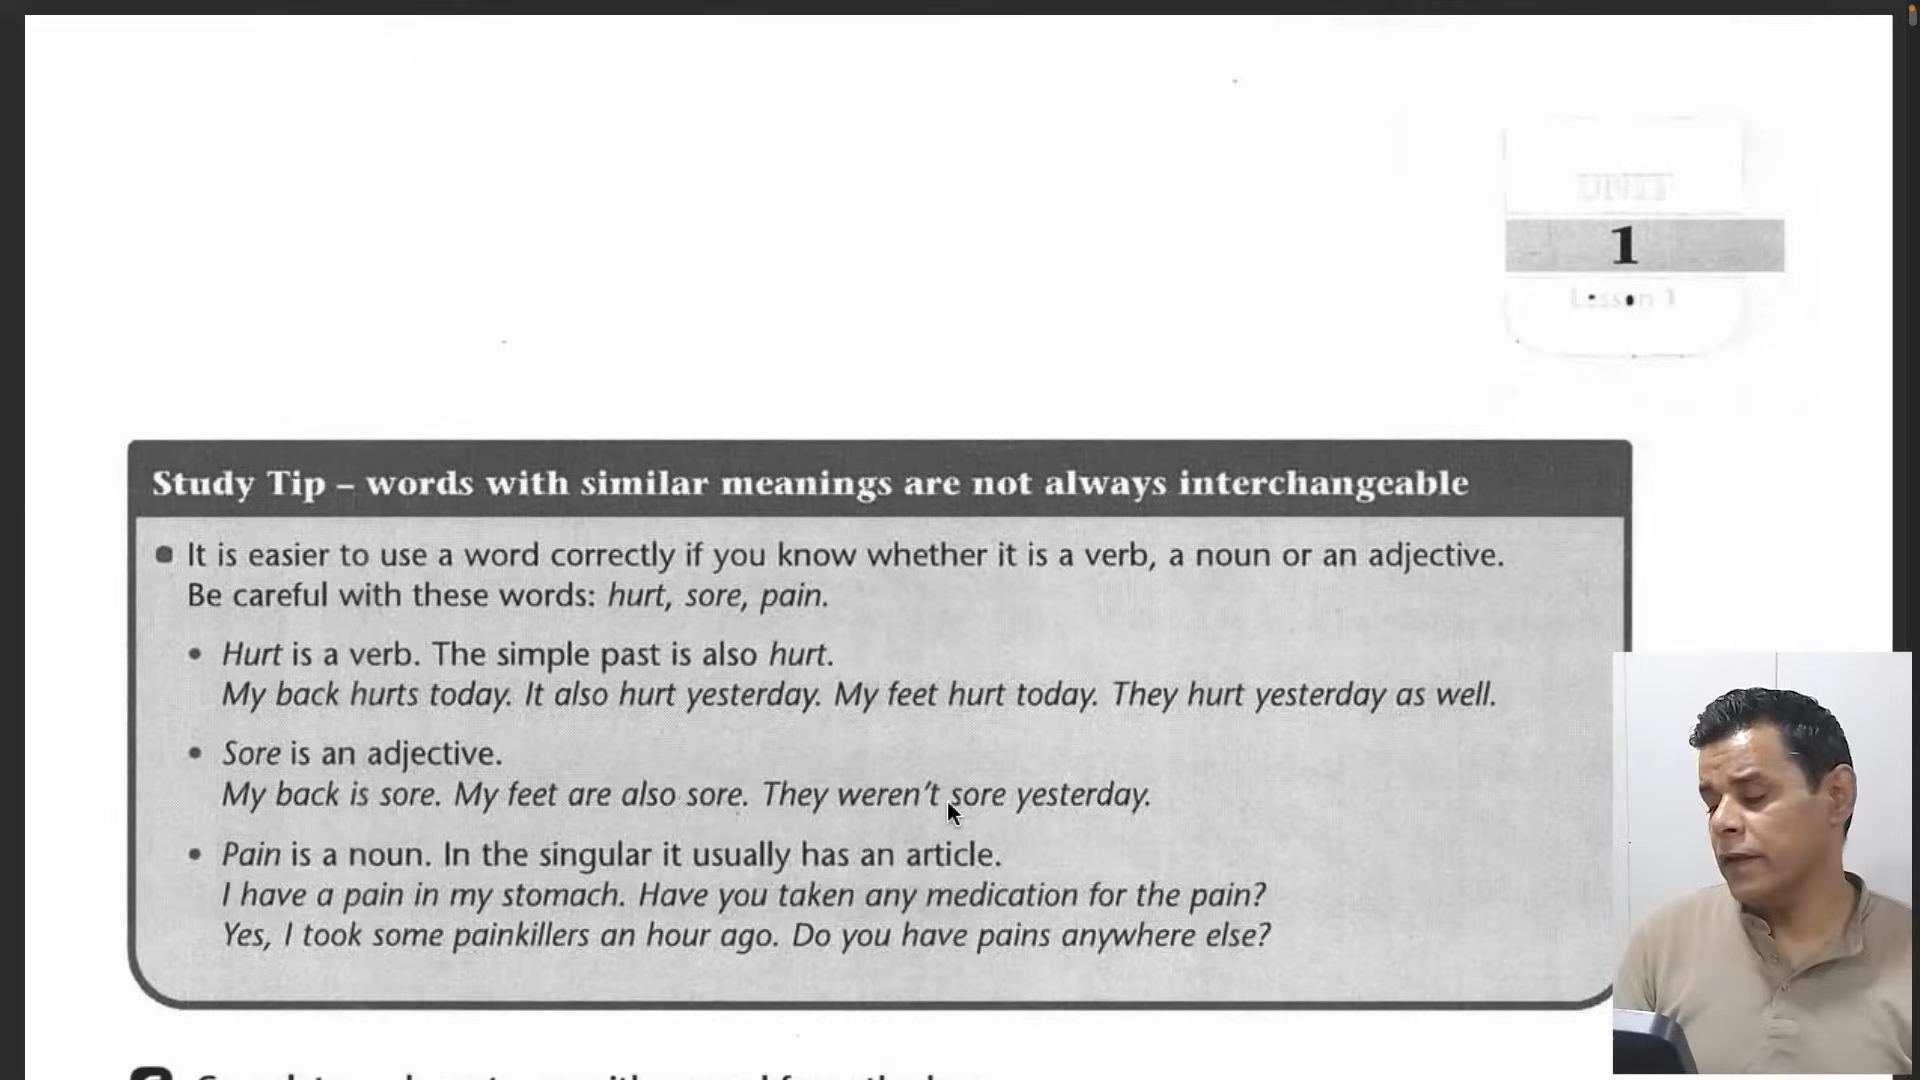 UNIT
1
Lesson 1
Study Tip – words with similar meanings are not always interchangeable
It is easier to use a word correctly if you know whether it is a verb, a noun or an adjective.
Be careful with these words: hurt, sore, pain.
Hurt is a verb. The simple past is also hurt.
My back hurts today. It also hurt yesterday. My feet hurt today. They hurt yesterday as well.
Sore is an adjective.
My back is sore. My feet are also sore. They weren't sore yesterday.
Pain is a noun. In the singular it usually has an article.
I have a pain in my stomach. Have you taken any medication for the pain?
Yes, I took some painkillers an hour ago. Do you have pains anywhere else?